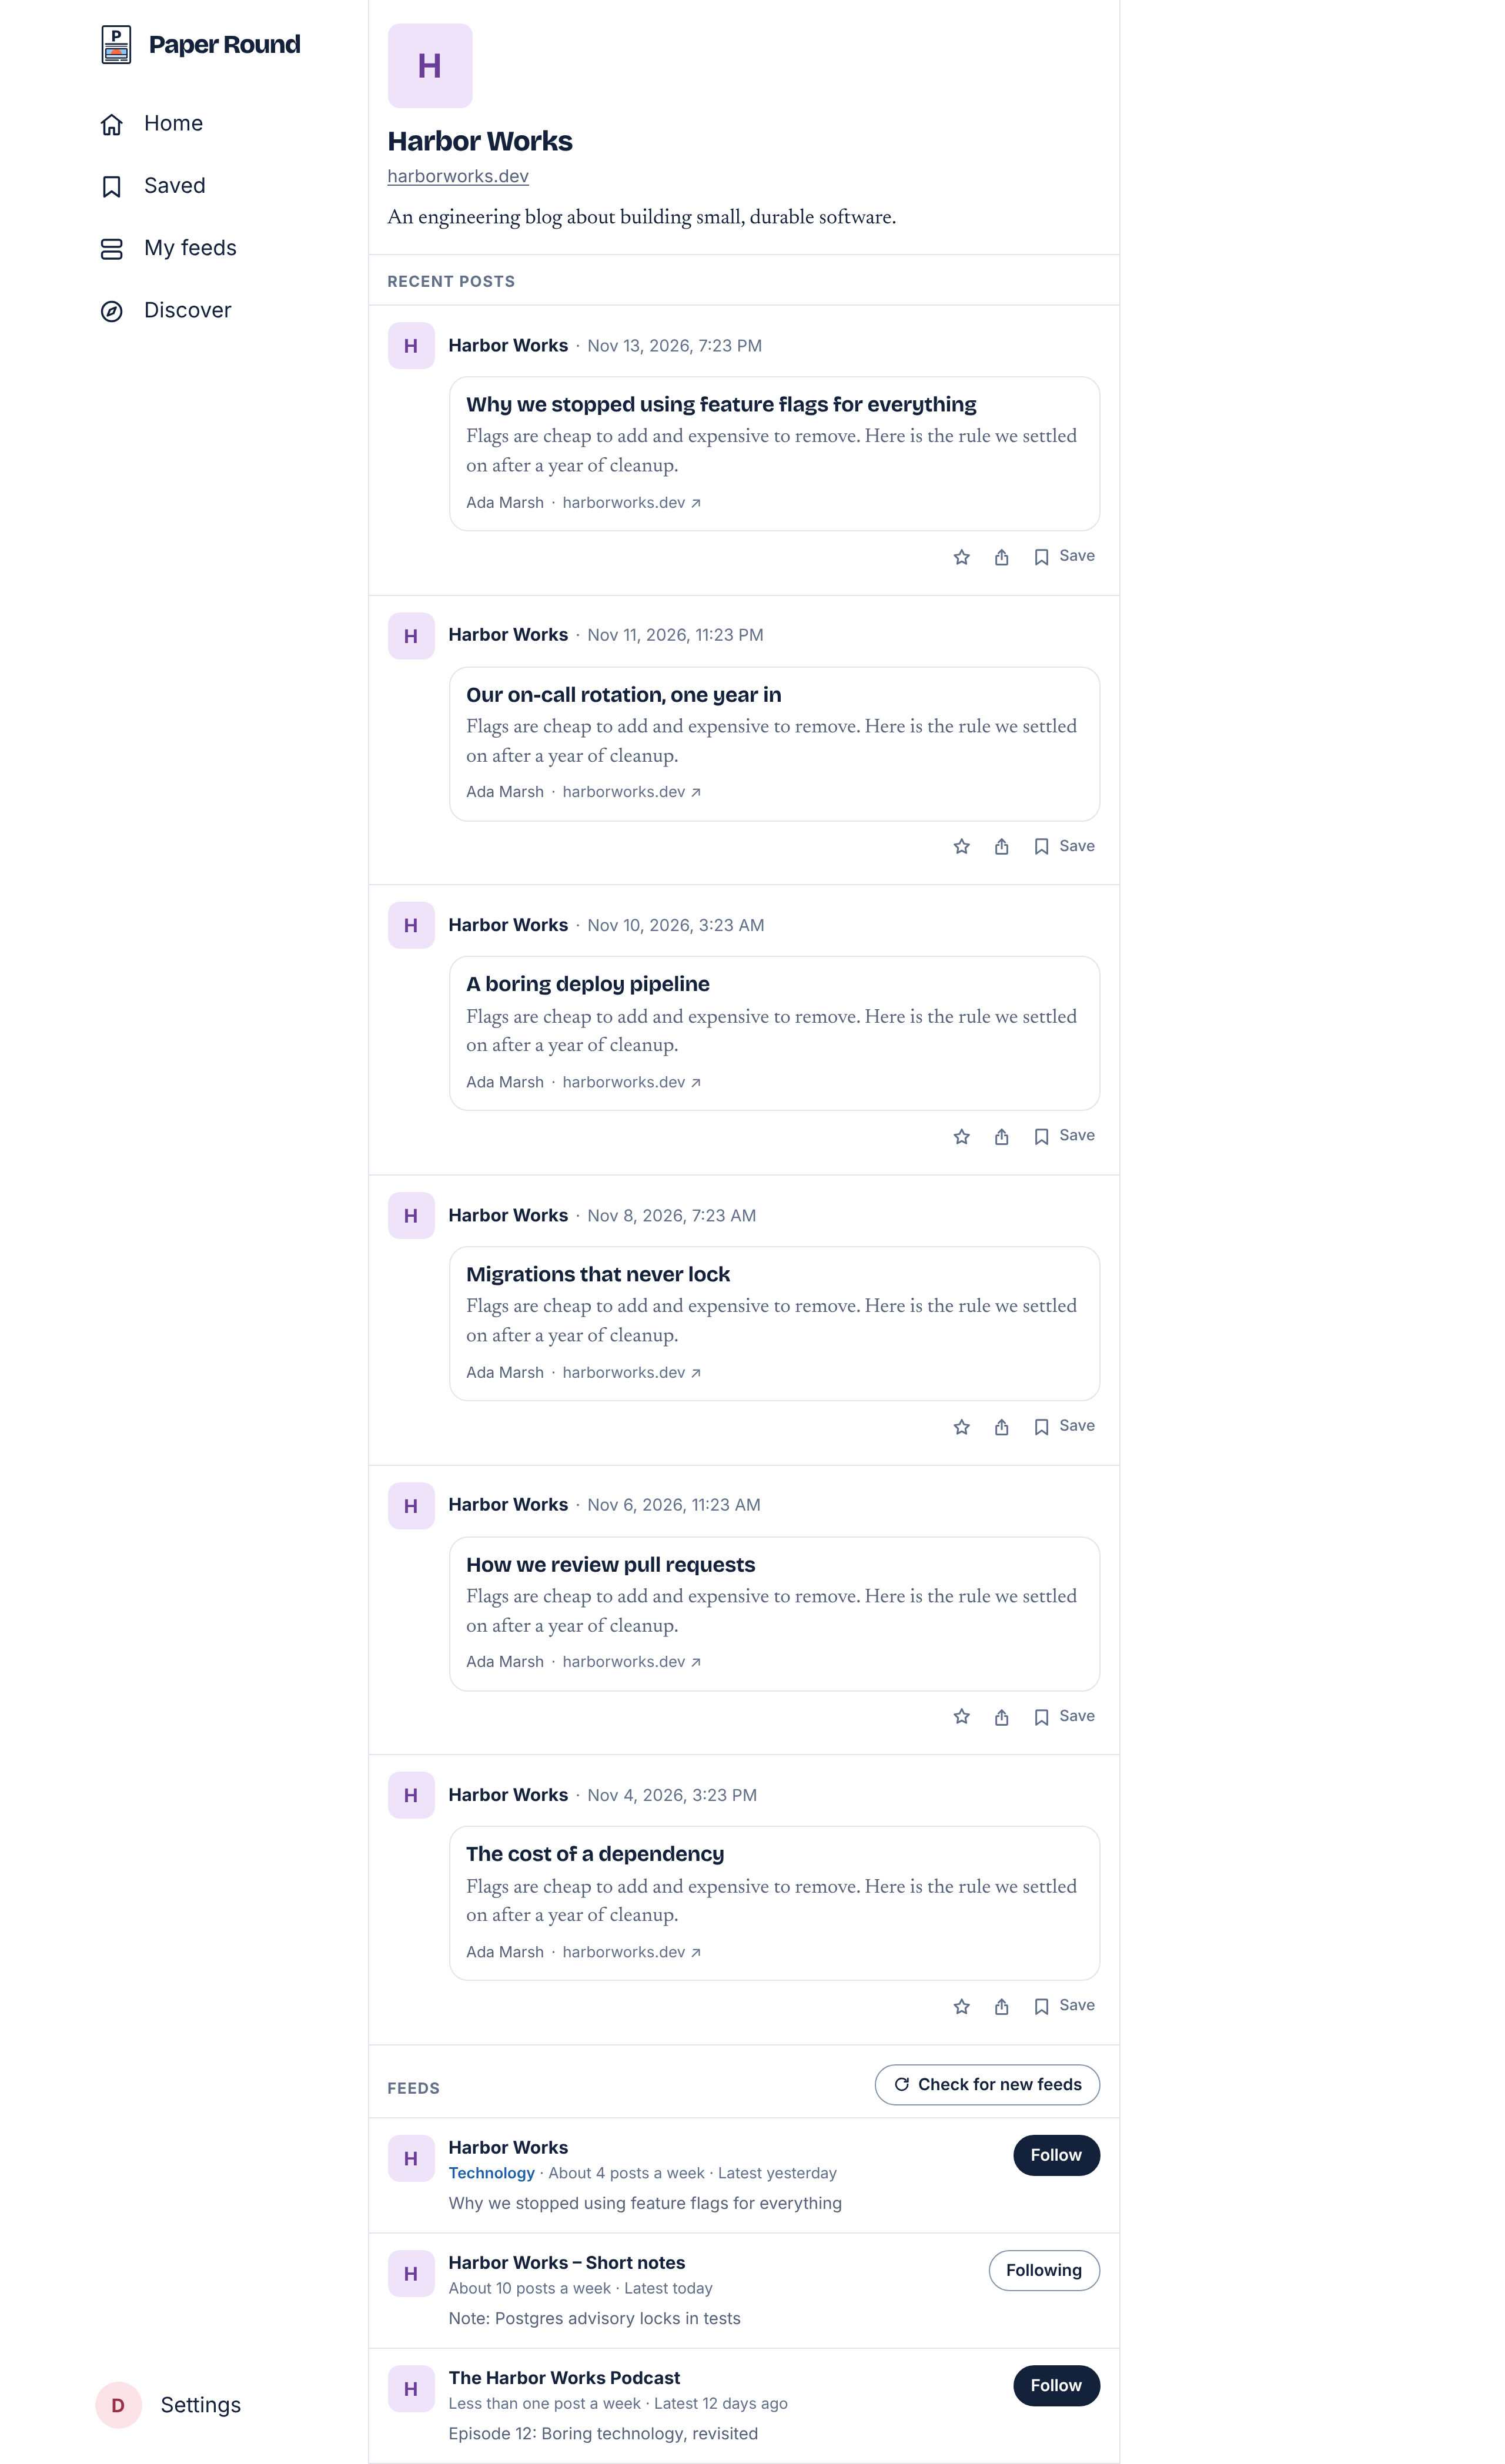 P
Paper Round
Home
Saved
My feeds
Discover
H
Harbor Works
harborworks.dev
An engineering blog about building small, durable software.
RECENT POSTS
H
Harbor Works · Nov 13, 2026, 7:23 PM
Why we stopped using feature flags for everything
Flags are cheap to add and expensive to remove. Here is the rule we settled
on after a year of cleanup.
Ada Marsh · harborworks.dev ↗
Save
H
Harbor Works · Nov 11, 2026, 11:23 PM
Our on-call rotation, one year in
Flags are cheap to add and expensive to remove. Here is the rule we settled
on after a year of cleanup.
Ada Marsh · harborworks.dev ↗
Save
H
Harbor Works · Nov 10, 2026, 3:23 AM
A boring deploy pipeline
Flags are cheap to add and expensive to remove. Here is the rule we settled
on after a year of cleanup.
Ada Marsh · harborworks.dev ↗
Save
H
Harbor Works · Nov 8, 2026, 7:23 AM
Migrations that never lock
Flags are cheap to add and expensive to remove. Here is the rule we settled
on after a year of cleanup.
Ada Marsh · harborworks.dev ↗
Save
H
Harbor Works · Nov 6, 2026, 11:23 AM
How we review pull requests
Flags are cheap to add and expensive to remove. Here is the rule we settled
on after a year of cleanup.
Ada Marsh · harborworks.dev ↗
Save
H
Harbor Works · Nov 4, 2026, 3:23 PM
The cost of a dependency
Flags are cheap to add and expensive to remove. Here is the rule we settled
on after a year of cleanup.
Ada Marsh · harborworks.dev ↗
Save
FEEDS
Check for new feeds
H
Harbor Works
Technology · About 4 posts a week · Latest yesterday
Why we stopped using feature flags for everything
Follow
H
Harbor Works – Short notes
About 10 posts a week · Latest today
Note: Postgres advisory locks in tests
Following
H
The Harbor Works Podcast
Less than one post a week · Latest 12 days ago
Episode 12: Boring technology, revisited
Follow
D
Settings